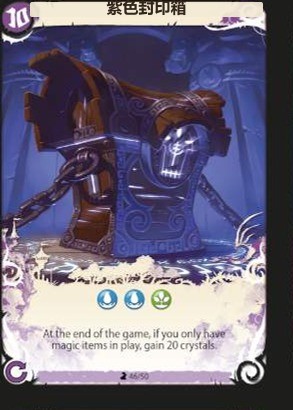 紫色封印箱
10
At the end of the game, if you only have
magic items in play, gain 20 crystals.
46/50